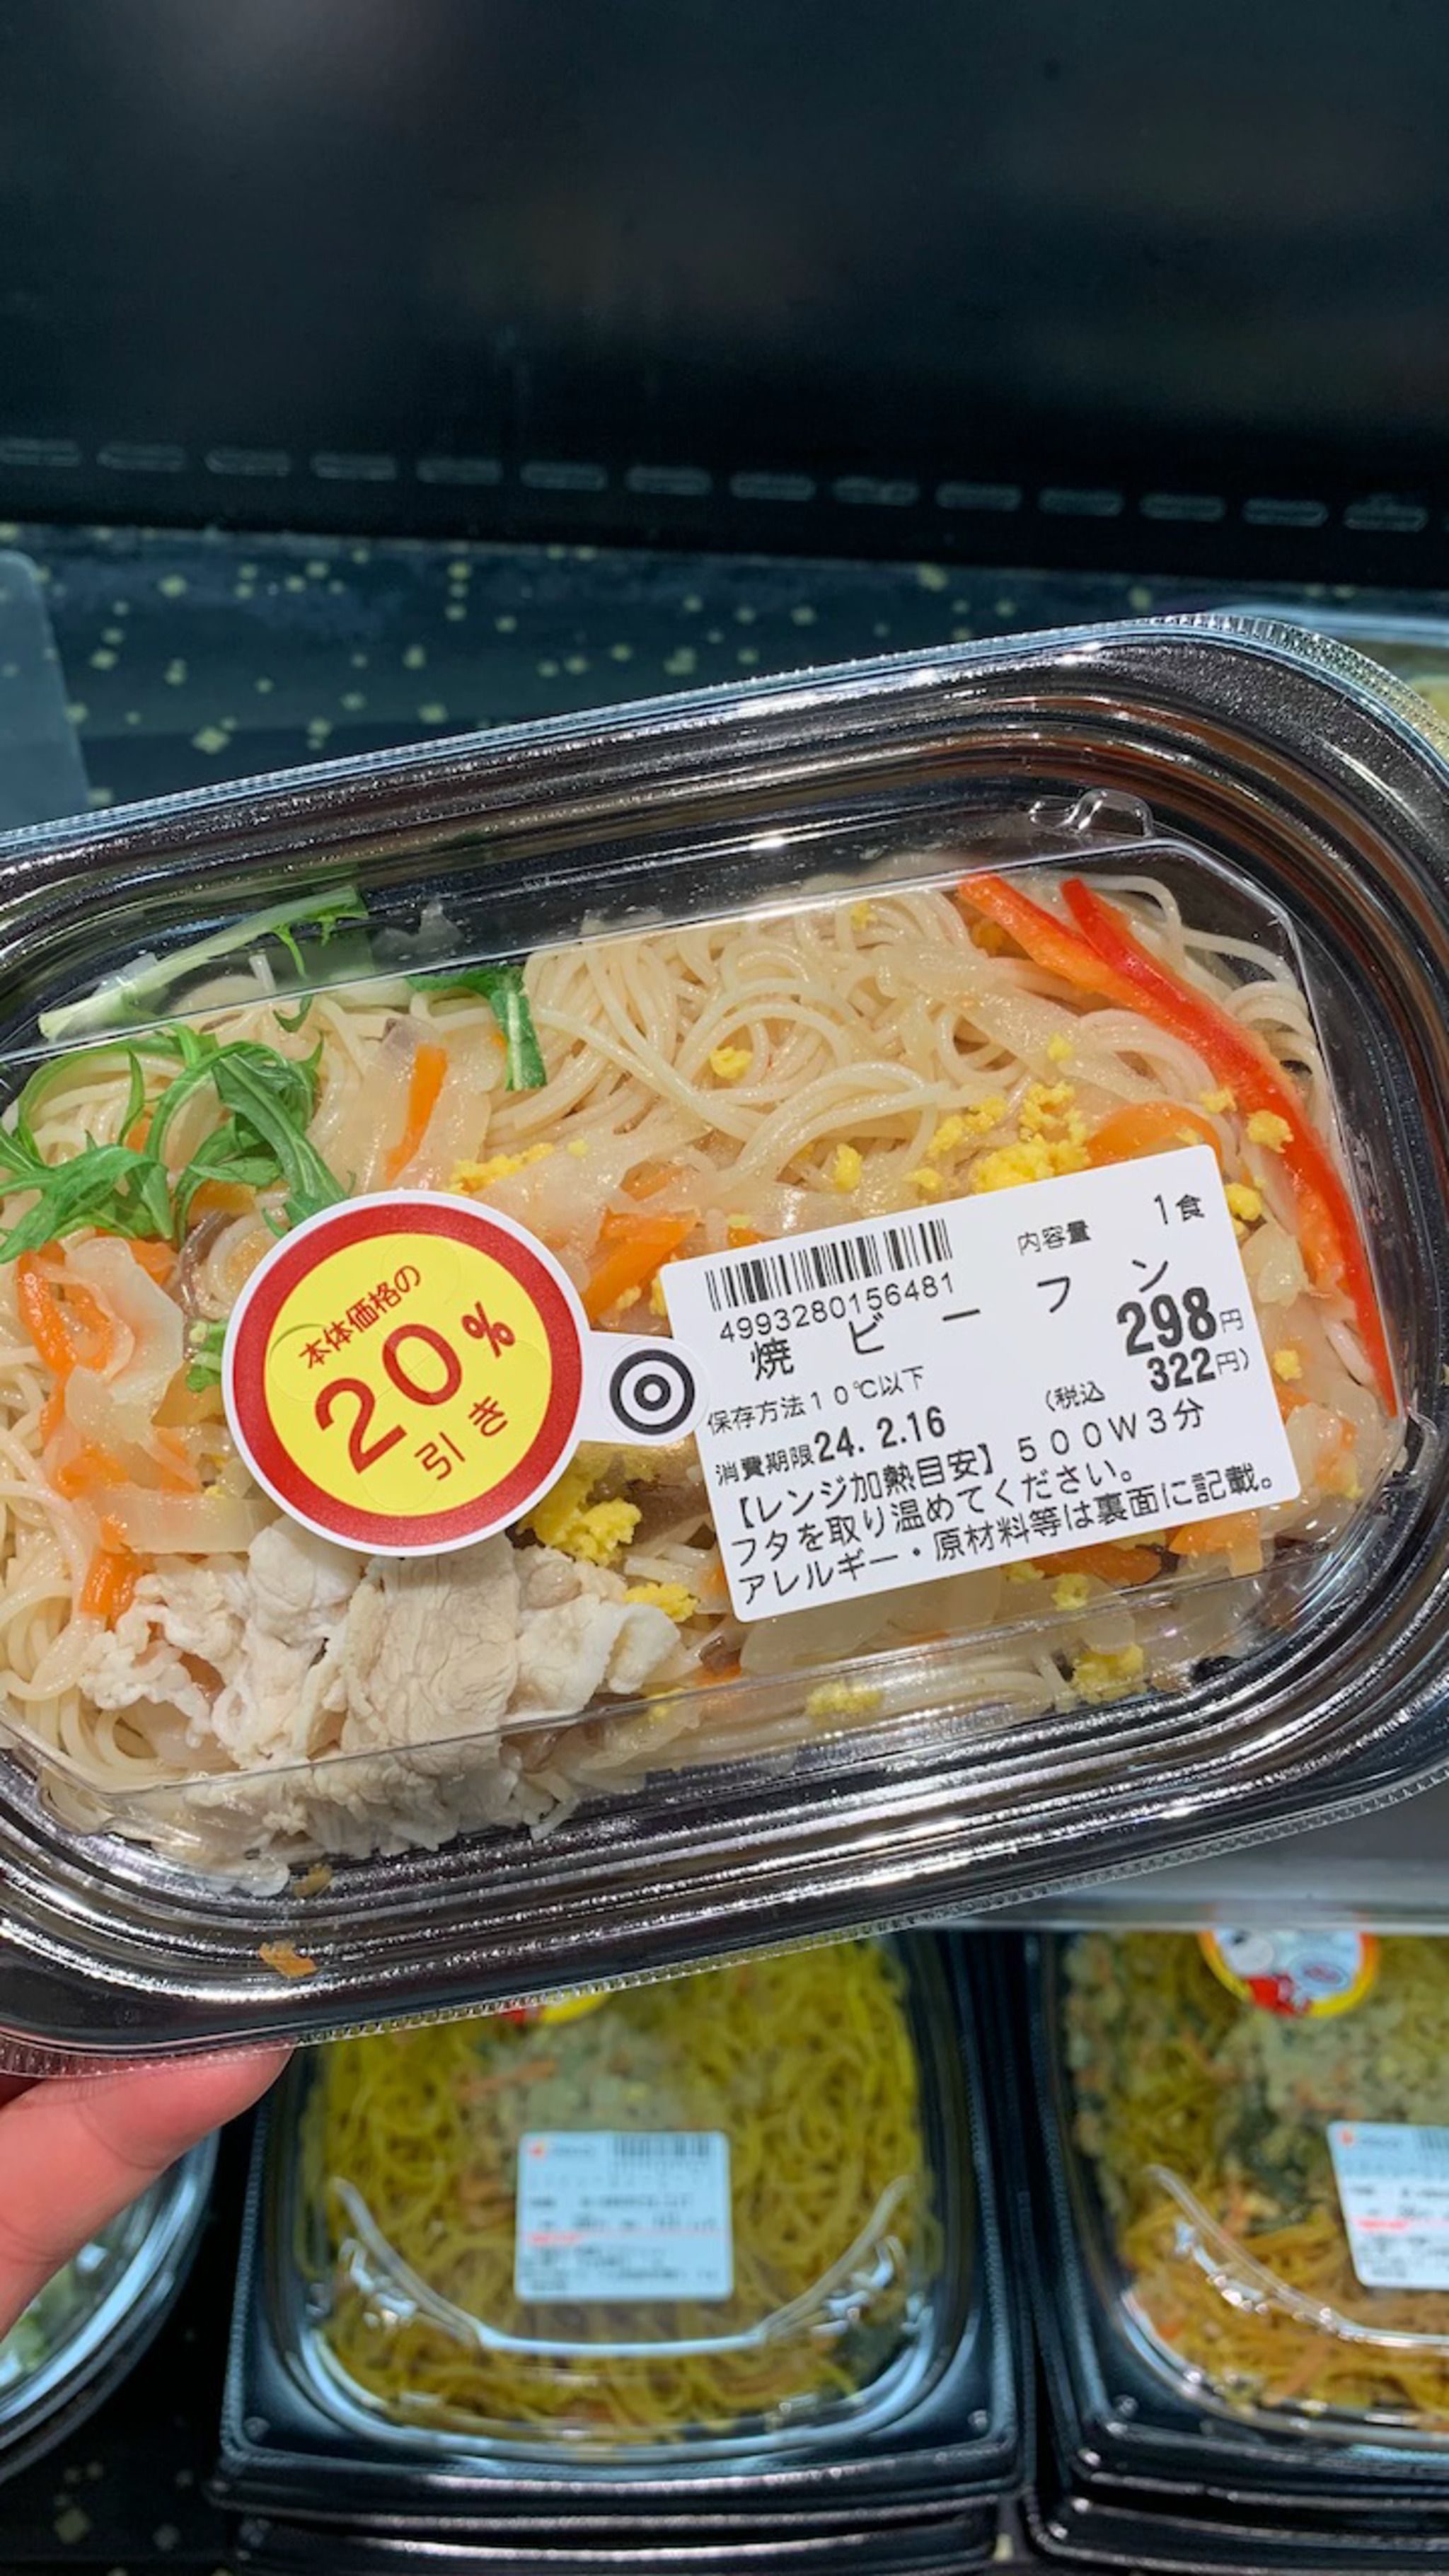 本体価格の
20%
引き
内容量 1食
4993280156481
焼ビーフン
298円
保存方法10℃以下
(税込 322円)
消費期限24. 2.16
【レンジ加熱目安】500W3分
フタを取り温めてください。
アレルギー・原材料等は裏面に記載。